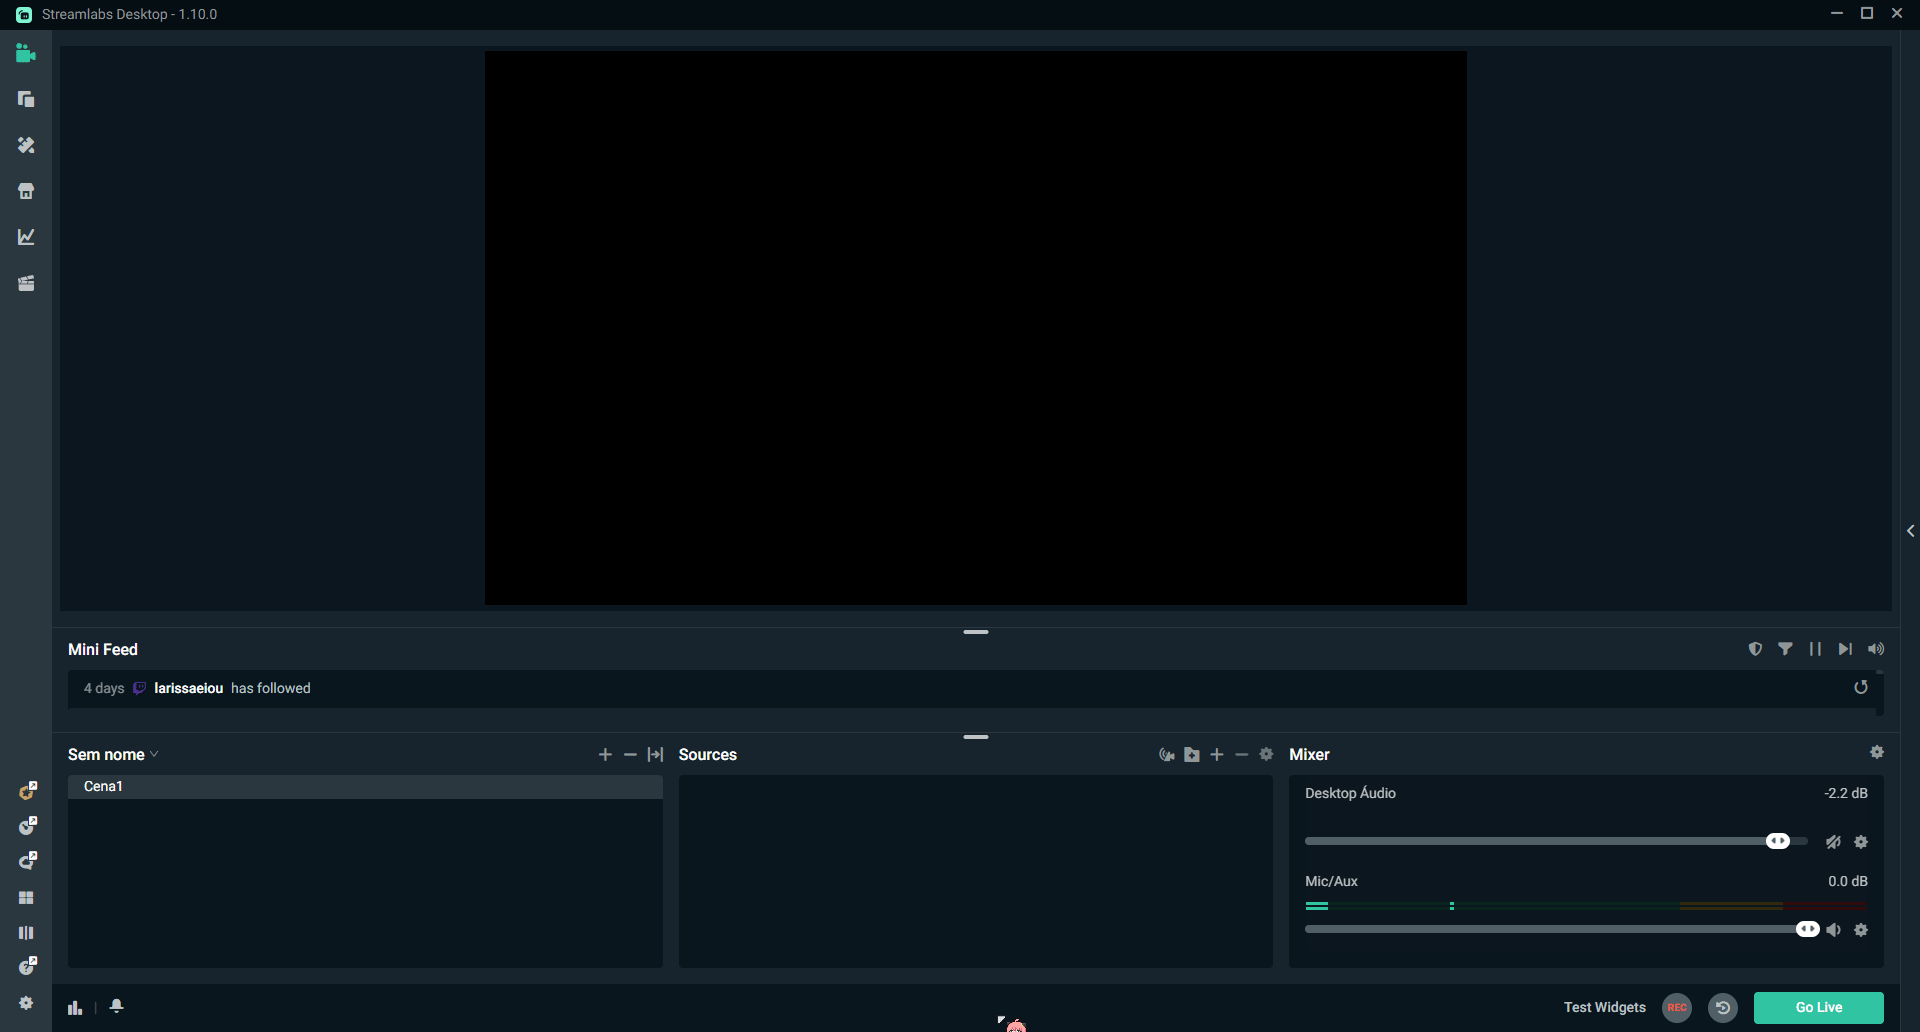 Streamlabs Desktop - 1.10.0
Mini Feed
4 days larissaeiou has followed
Sem nome
Sources
Mixer
Cena1
Desktop Áudio -2.2 dB
Mic/Aux 0.0 dB
Test Widgets REC Go Live